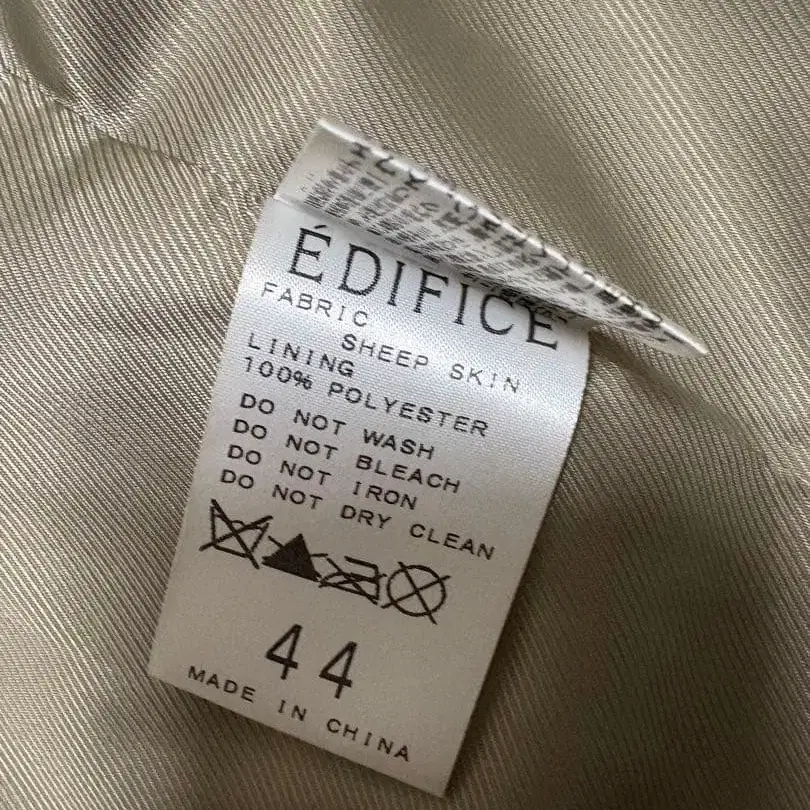 ÉDIFICE
FABRIC
SHEEP SKIN
LINING
100% POLYESTER
DO NOT WASH
DO NOT BLEACH
DO NOT IRON
DO NOT DRY CLEAN
44
MADE IN CHINA